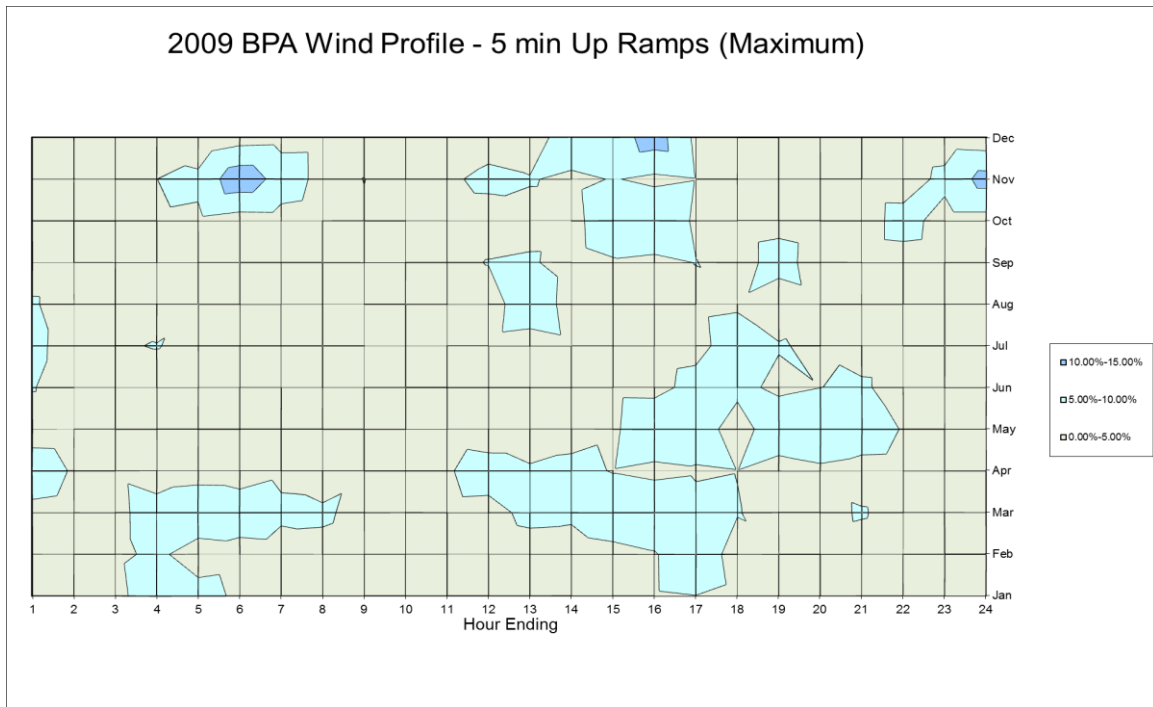 2009 BPA Wind Profile - 5 min Up Ramps (Maximum)
Dec
Nov
Oct
Sep
Aug
Jul
Jun
May
Apr
Mar
Feb
Jan
10.00%-15.00%
5.00%-10.00%
0.00%-5.00%
1 2 3 4 5 6 7 8 9 10 11 12 13 14 15 16 17 18 19 20 21 22 23 24
Hour Ending